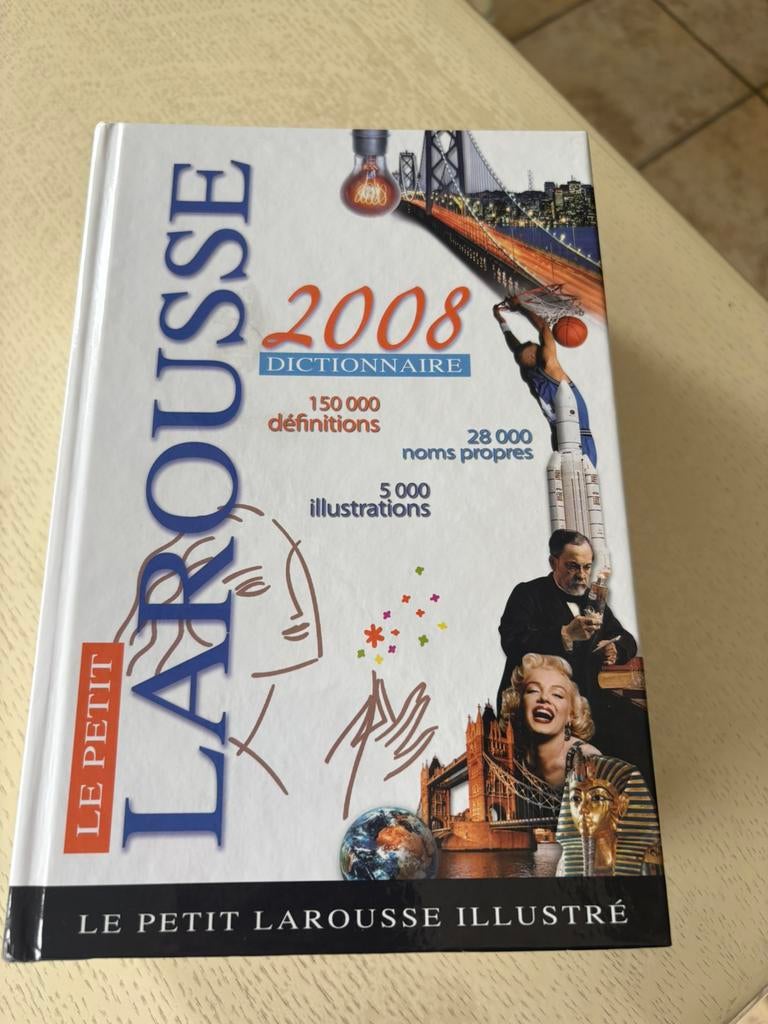 LE PETIT
LAROUSSE
2008
DICTIONNAIRE
150 000
définitions
28 000
noms propres
5 000
illustrations
LE PETIT LAROUSSE ILLUSTRÉ